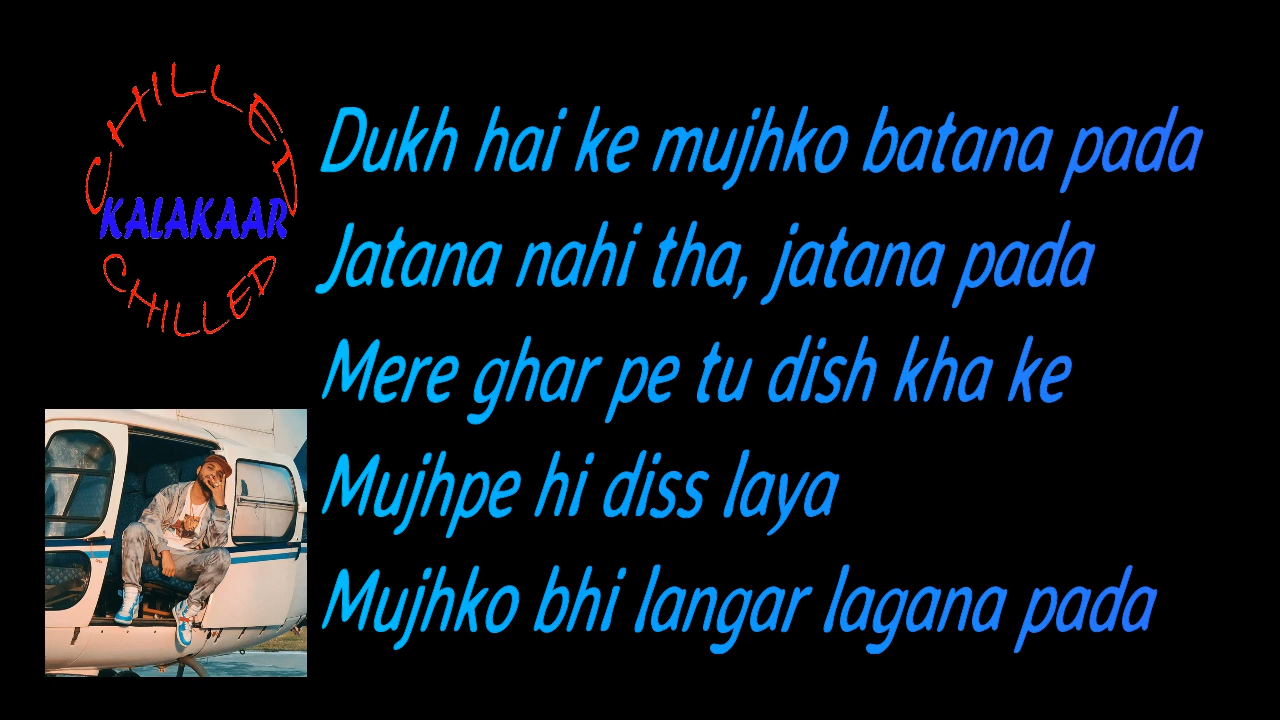 CHILLED
KALAKAAR
CHILLED
Dukh hai ke mujhko batana pada
Jatana nahi tha, jatana pada
Mere ghar pe tu dish kha ke
Mujhpe hi diss laya
Mujhko bhi langar lagana pada